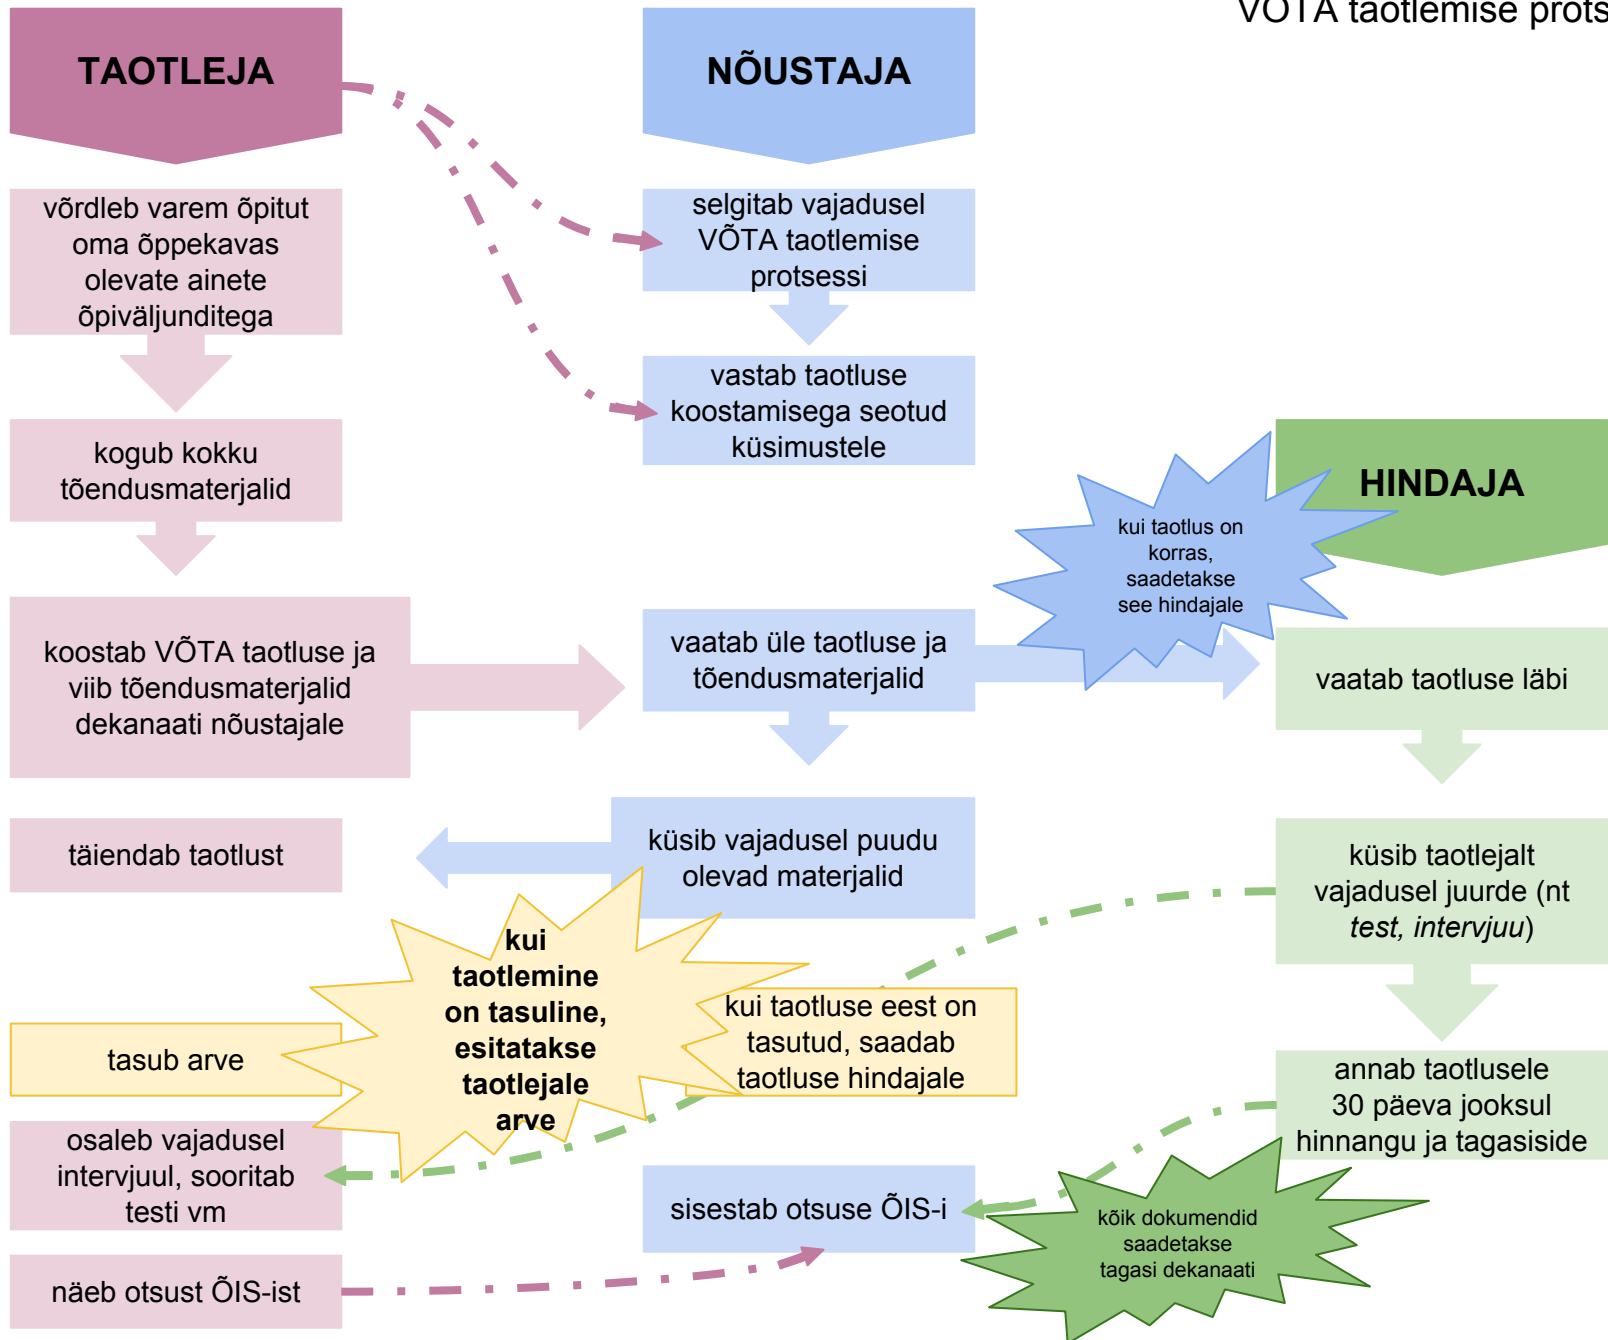 VÕTA taotlemise prots
TAOTLEJA
NÕUSTAJA
võrdleb varem õpitut
oma õppekavas
olevate ainete
õpiväljunditega
selgitab vajadusel
VÕTA taotlemise
protsessi
vastab taotluse
koostamisega seotud
küsimustele
kogub kokku
tõendusmaterjalid
HINDAJA
kui taotlus on
korras,
saadetakse
see hindajale
koostab VÕTA taotluse ja
viib tõendusmaterjalid
dekanaati nõustajale
vaatab üle taotluse ja
tõendusmaterjalid
vaatab taotluse läbi
täiendab taotlust
küsib vajadusel puudu
olevad materjalid
küsib taotlejalt
vajadusel juurde (nt
test, intervjuu)
kui
taotlemine
on tasuline,
esitatakse
taotlejale
arve
tasub arve
kui taotluse eest on
tasutud, saadab
taotluse hindajale
annab taotlusele
30 päeva jooksul
hinnangu ja tagasiside
osaleb vajadusel
intervjuul, sooritab
testi vm
sisestab otsuse ÕIS-i
kõik dokumendid
saadetakse
tagasi dekanaati
näeb otsust ÕIS-ist